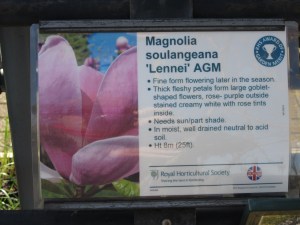 Magnolia
soulangeana
'Lennei' AGM
• Fine form flowering later in the season.
• Thick fleshy petals form large goblet-
shaped flowers, rose- purple outside
stained creamy white with rose tints
inside.
• Needs sun/part shade.
• In moist, well drained neutral to acid
soil.
• Ht 8m (25ft).
Royal Horticultural Society